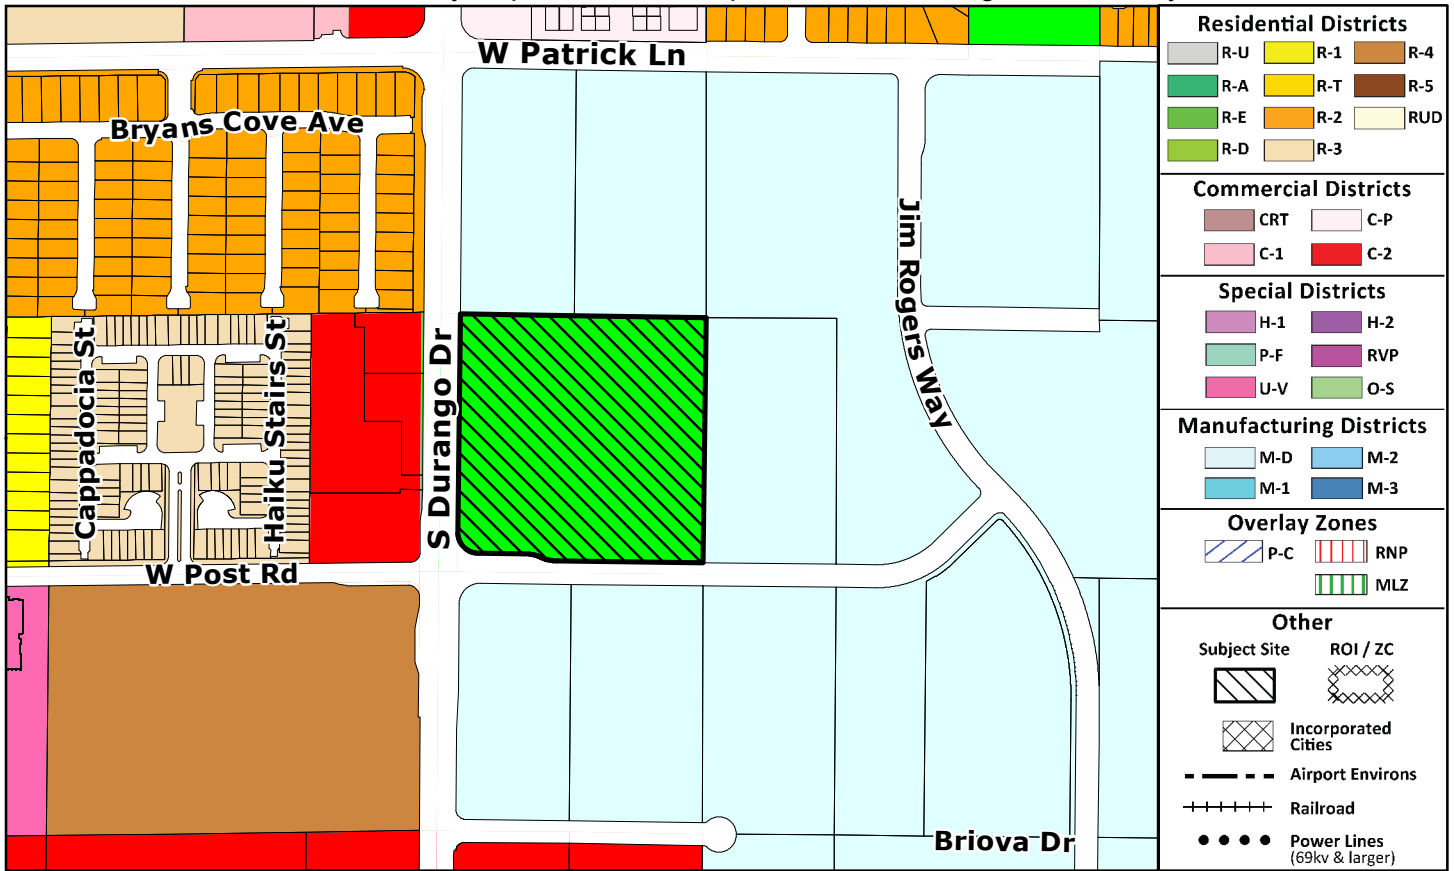 W Patrick Ln
Bryans Cove Ave
Jim Rogers Way
S Durango Dr
Cappadocia St
Haiku Stairs St
W Post Rd
Briova Dr
Residential Districts
R-U R-1 R-4
R-A R-T R-5
R-E R-2 RUD
R-D R-3
Commercial Districts
CRT C-P
C-1 C-2
Special Districts
H-1 H-2
P-F RVP
U-V O-S
Manufacturing Districts
M-D M-2
M-1 M-3
Overlay Zones
P-C RNP
MLZ
Other
Subject Site ROI / ZC
Incorporated
Cities
Airport Environs
Railroad
Power Lines
(69kv & larger)